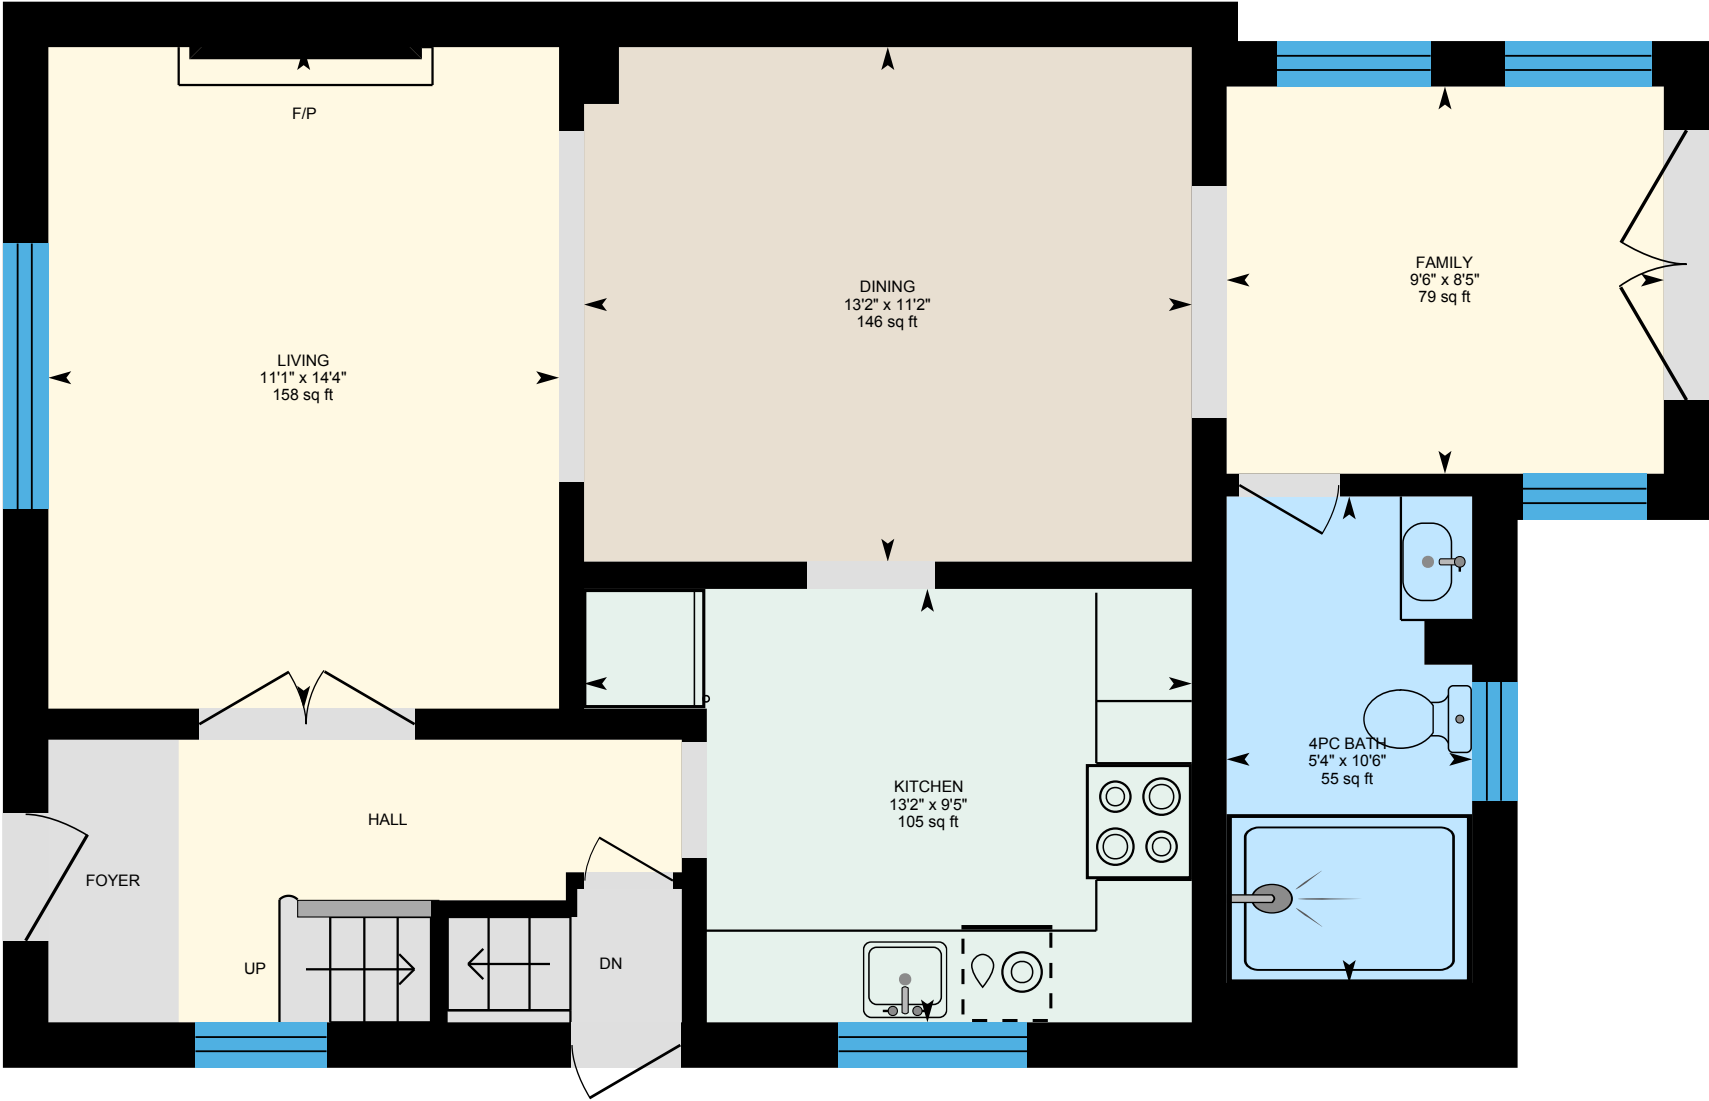 F/P
LIVING
11'1" x 14'4"
158 sq ft
DINING
13'2" x 11'2"
146 sq ft
FAMILY
9'6" x 8'5"
79 sq ft
4PC BATH
5'4" x 10'6"
55 sq ft
KITCHEN
13'2" x 9'5"
105 sq ft
HALL
FOYER
UP
DN